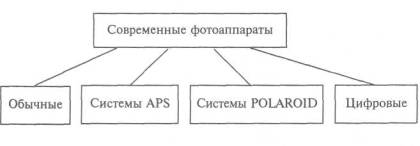 Современные фотоаппараты
Обычные
Системы APS
Системы POLAROID
Цифровые